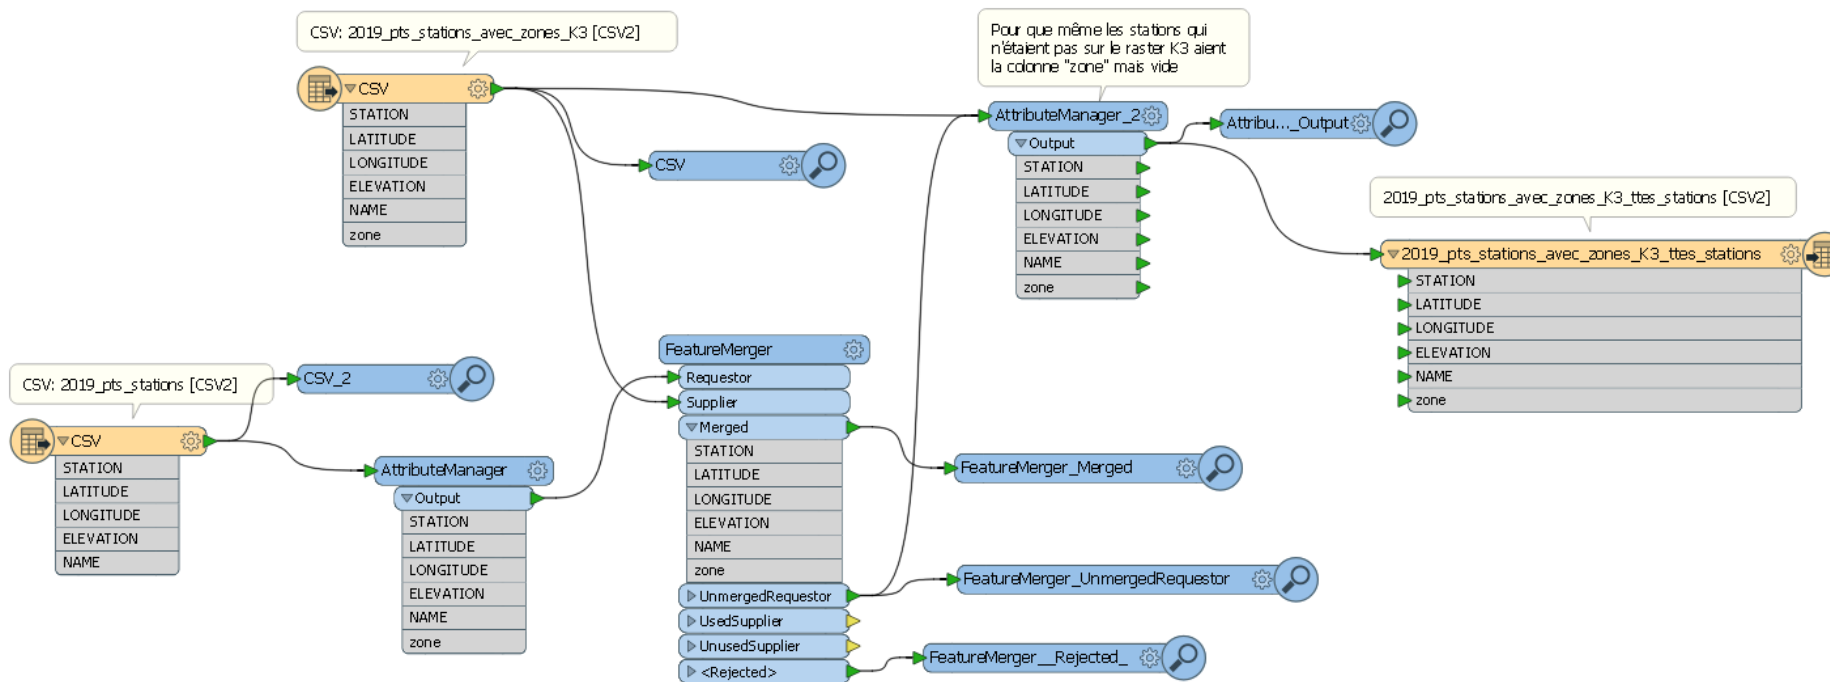 CSV: 2019_pts_stations_avec_zones_K3 [CSV2]
CSV
STATION
LATITUDE
LONGITUDE
ELEVATION
NAME
zone
CSV
Pour que même les stations qui
n'étaient pas sur le raster K3 aient
la colonne "zone" mais vide
AttributeManager_2
Output
STATION
LATITUDE
LONGITUDE
ELEVATION
NAME
zone
Attribu..._Output
2019_pts_stations_avec_zones_K3_ttes_stations [CSV2]
2019_pts_stations_avec_zones_K3_ttes_stations
STATION
LATITUDE
LONGITUDE
ELEVATION
NAME
zone
CSV: 2019_pts_stations [CSV2]
CSV
STATION
LATITUDE
LONGITUDE
ELEVATION
NAME
CSV_2
AttributeManager
Output
STATION
LATITUDE
LONGITUDE
ELEVATION
NAME
zone
FeatureMerger
Requestor
Supplier
Merged
STATION
LATITUDE
LONGITUDE
ELEVATION
NAME
zone
UnmergedRequestor
UsedSupplier
UnusedSupplier
<Rejected>
FeatureMerger_Merged
FeatureMerger_UnmergedRequestor
FeatureMerger__Rejected_